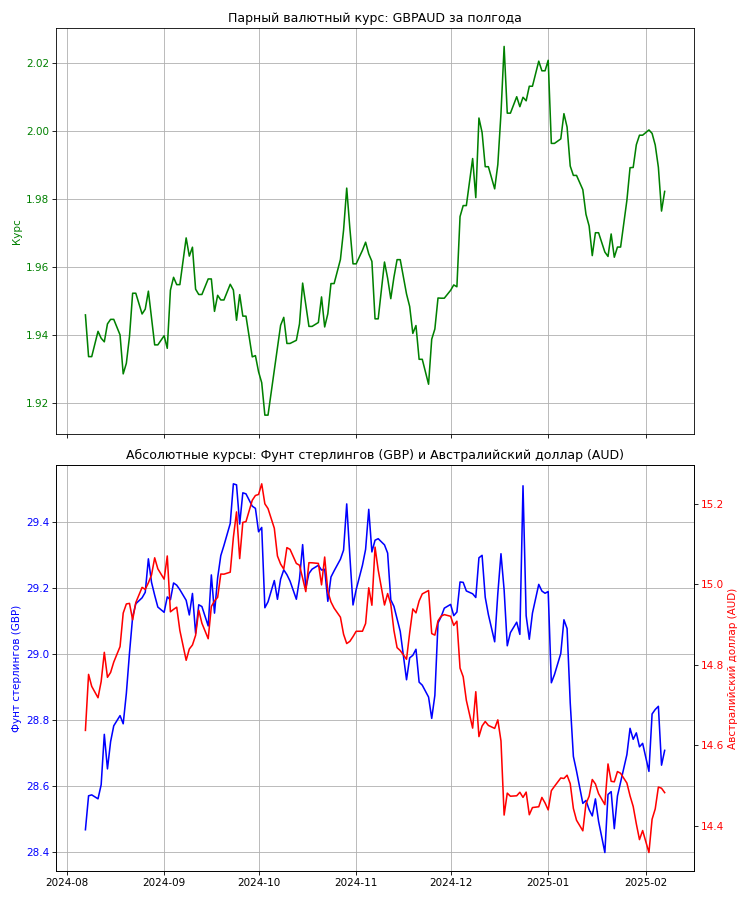 Парный валютный курс: GBPAUD за полгода
2.02
2.00
1.98
1.96
1.94
1.92
Курс
Абсолютные курсы: Фунт стерлингов (GBP) и Австралийский доллар (AUD)
29.4
29.2
29.0
28.8
28.6
28.4
Фунт стерлингов (GBP)
15.2
15.0
14.8
14.6
14.4
Австралийский доллар (AUD)
2024-08 2024-09 2024-10 2024-11 2024-12 2025-01 2025-02